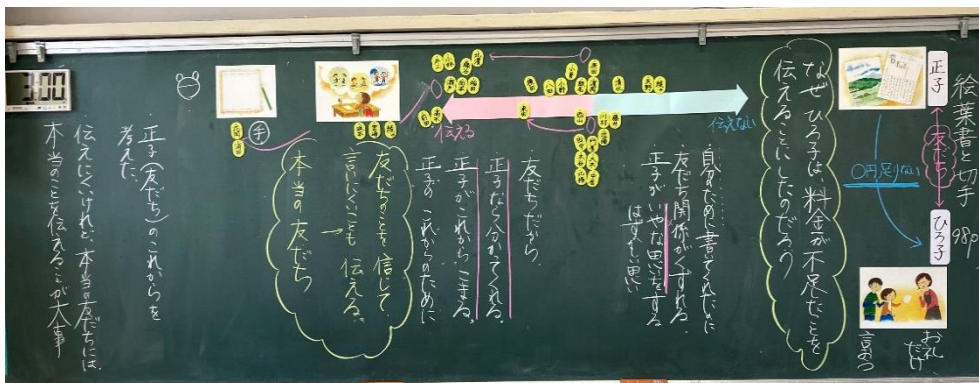 絵葉書と切手
98P
正子
友だち
ひろ子
○円足りない
お礼
だけ
言おう
なぜひろ子は、料金が不足したことを
伝えることにしたのだろう
伝えない
伝える
自分のために書いてくれたのに
友だち関係がくずれる。
正子がいやな思いをする
はずかしい思い
友だちだから、
正子なら分かってくれる。
正子がこれからこまる。
正子の これからのために
友だちのことを信じて
言いにくいことも伝える。
→
本当の友だち
手
3:00
正子(友だち)のこれからを
考えた
伝えにくいけれど、本当の友だちには、
本当のことを伝えることが大事